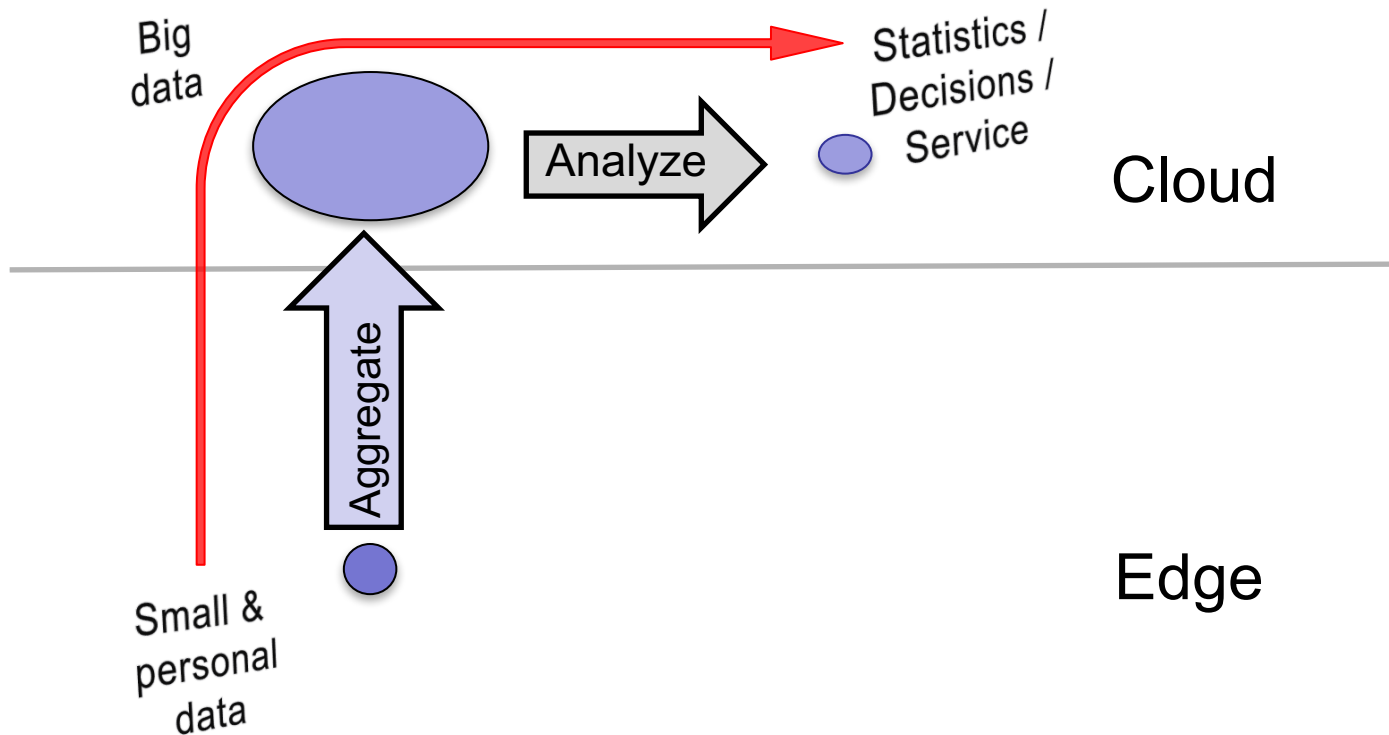 Big
data
Statistics /
Decisions /
Service
Analyze
Cloud
Aggregate
Edge
Small &
personal
data